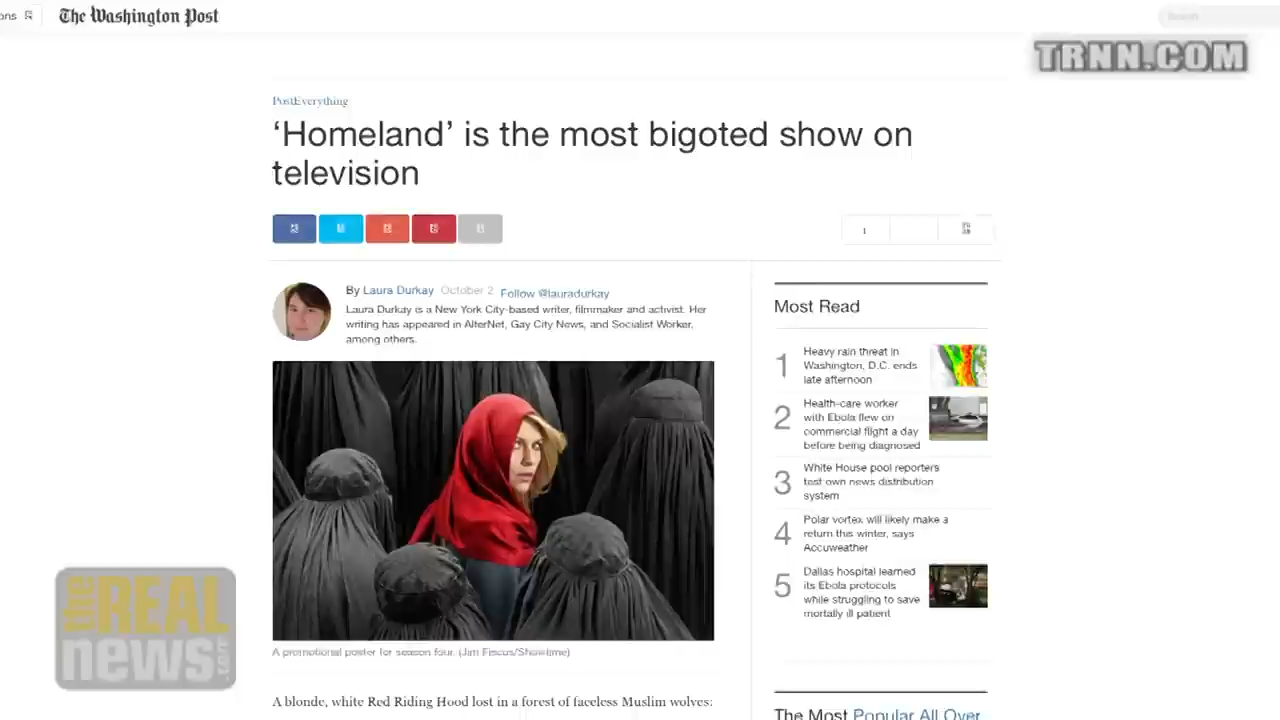 ons
The Washington Post
Search
TRNN.COM
PostEverything
‘Homeland’ is the most bigoted show on
television
1
By Laura Durkay October 2 Follow @lauradurkay
Laura Durkay is a New York City-based writer, filmmaker and activist. Her
writing has appeared in AlterNet, Gay City News, and Socialist Worker,
among others.
A promotional poster for season four. (Jim Fiscus/Showtime)
A blonde, white Red Riding Hood lost in a forest of faceless Muslim wolves:
Most Read
1
Heavy rain threat in
Washington, D.C. ends
late afternoon
2
Health-care worker
with Ebola flew on
commercial flight a day
before being diagnosed
3
White House pool reporters
test own news distribution
system
4
Polar vortex will likely make a
return this winter, says
Accuweather
5
Dallas hospital learned
its Ebola protocols
while struggling to save
mortally ill patient
The Most Popular All Over
the REAL
news.com